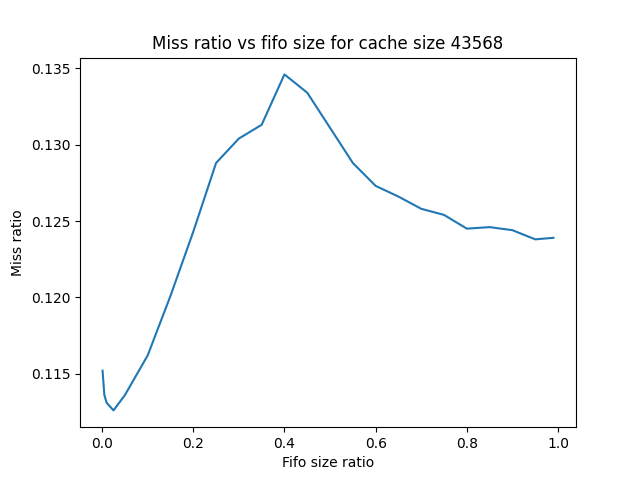 Miss ratio vs fifo size for cache size 43568
0.135
0.130
0.125
0.120
0.115
Miss ratio
0.0 0.2 0.4 0.6 0.8 1.0
Fifo size ratio